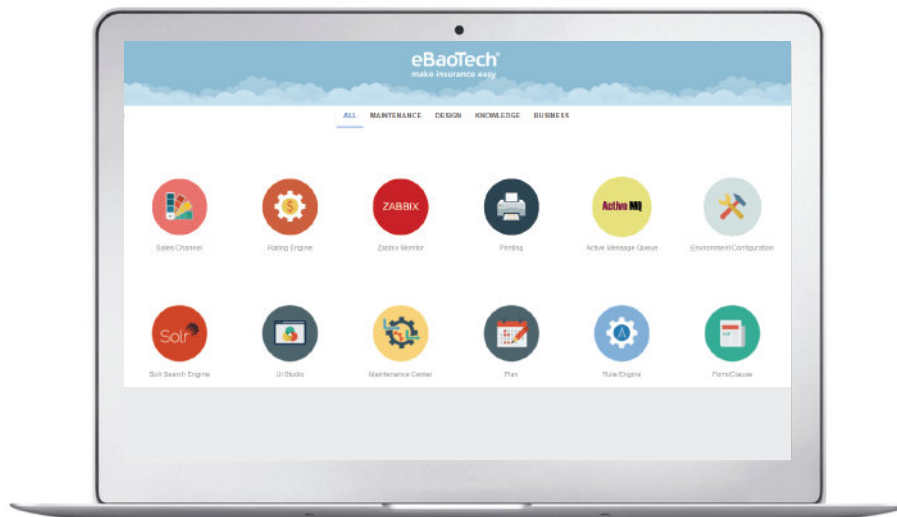 eBaoTech®
make insurance easy
ALL MAINTENANCE DESIGN KNOWLEDGE BUSINESS
ZABBIX
Active MQ
Sales Channel Rating Engine Zabbix Monitor Printing Active Message Queue Environment Configuration
Solr
A
Solr Search Engine UI Studio Maintenance Center Plan Rule Engine Form/Clause